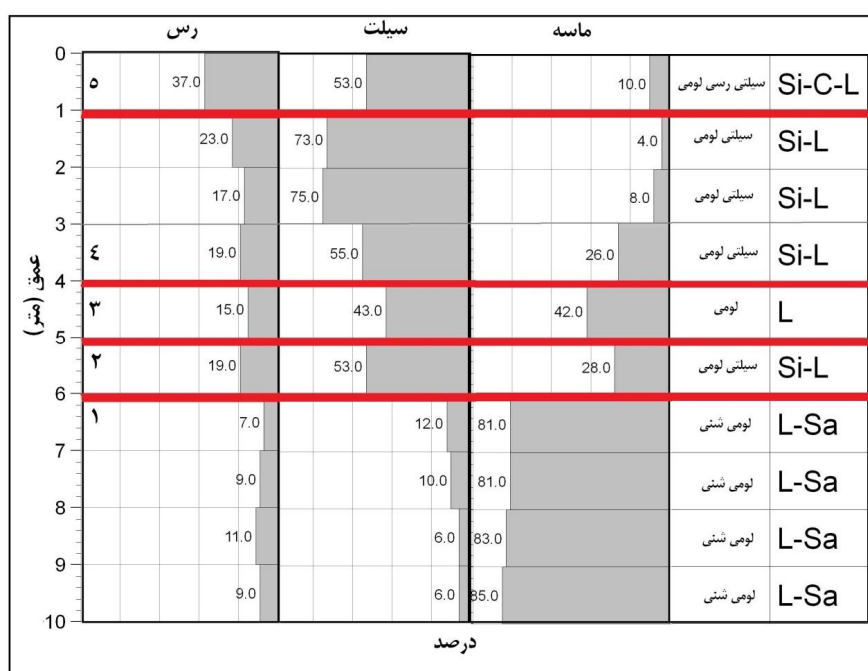 رس سیلت ماسه
0
۵ 37.0 53.0 10.0 سیلتی رسی لومی Si-C-L
1
23.0 73.0 4.0 سیلتی لومی Si-L
2
17.0 75.0 8.0 سیلتی لومی Si-L
3
٤ 19.0 55.0 26.0 سیلتی لومی Si-L
4
۳ 15.0 43.0 42.0 لومی L
5
۲ 19.0 53.0 28.0 سیلتی لومی Si-L
6
۱ 7.0 12.0 81.0 لومی شنی L-Sa
7
9.0 10.0 81.0 لومی شنی L-Sa
8
11.0 6.0 83.0 لومی شنی L-Sa
9
9.0 6.0 85.0 لومی شنی L-Sa
10
عمق (متر)
درصد